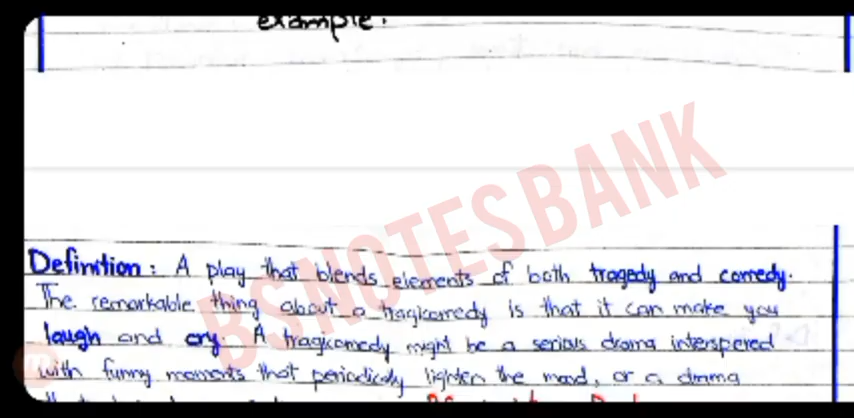 example.
BSNOTESBANK
Definition: A play that blends elements of both tragedy and comedy.
The remarkable thing about a tragicomedy is that it can make you
laugh and cry. A tragicomedy might be a serious drama interspered
with funny moments that periodically lighten the mood, or a drama